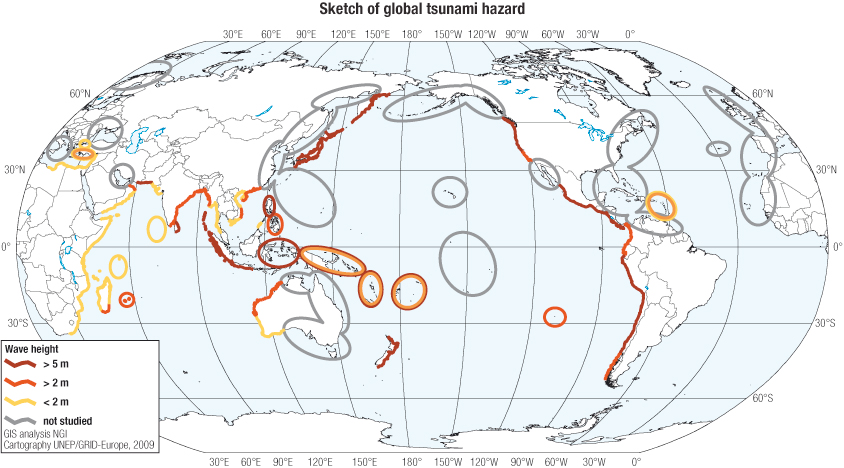 Sketch of global tsunami hazard
30°E 60°E 90°E 120°E 150°E 180° 150°W 120°W 90°W 60°W 30°W 0°
60°N 60°N
30°N 30°N
0° 0°
30°S 30°S
60°S
Wave height
> 5 m
> 2 m
< 2 m
not studied
GIS analysis NGI
Cartography UNEP/GRID-Europe, 2009
30°E 60°E 90°E 120°E 150°E 180° 150°W 120°W 90°W 60°W 30°W 0°